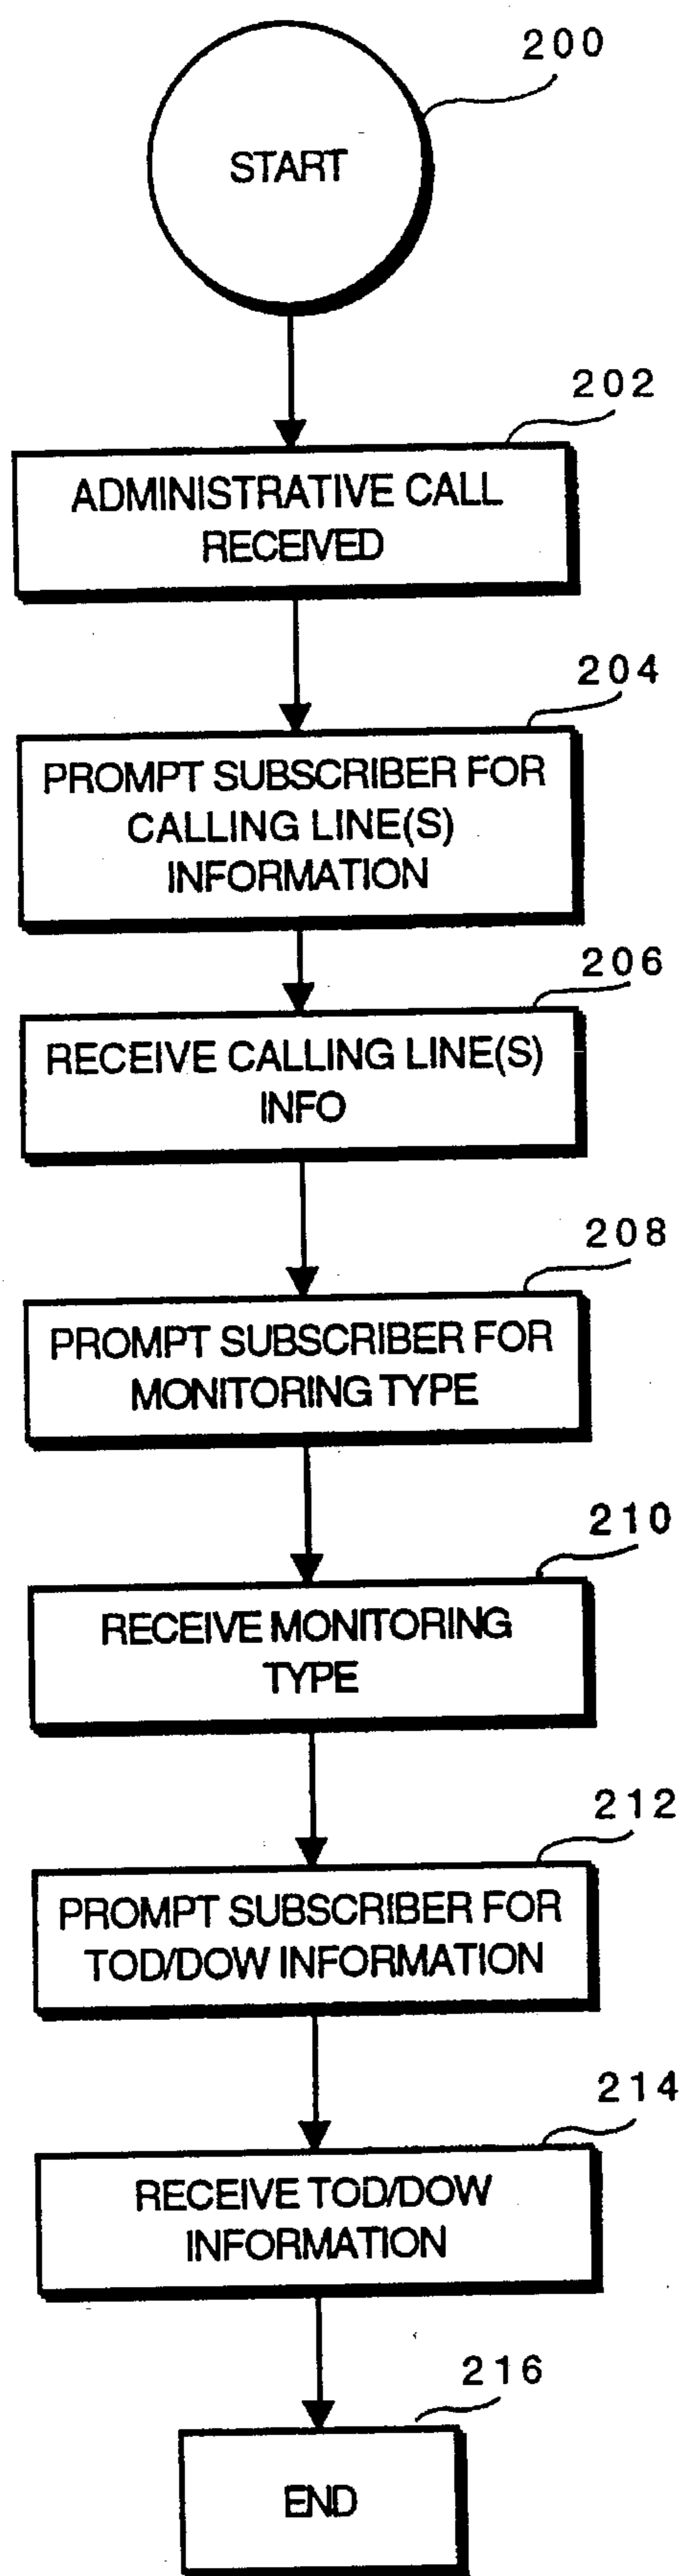 200
START
202
ADMINISTRATIVE CALL
RECEIVED
204
PROMPT SUBSCRIBER FOR
CALLING LINE(S)
INFORMATION
206
RECEIVE CALLING LINE(S)
INFO
208
PROMPT SUBSCRIBER FOR
MONITORING TYPE
210
RECEIVE MONITORING
TYPE
212
PROMPT SUBSCRIBER FOR
TOD/DOW INFORMATION
214
RECEIVE TOD/DOW
INFORMATION
216
END